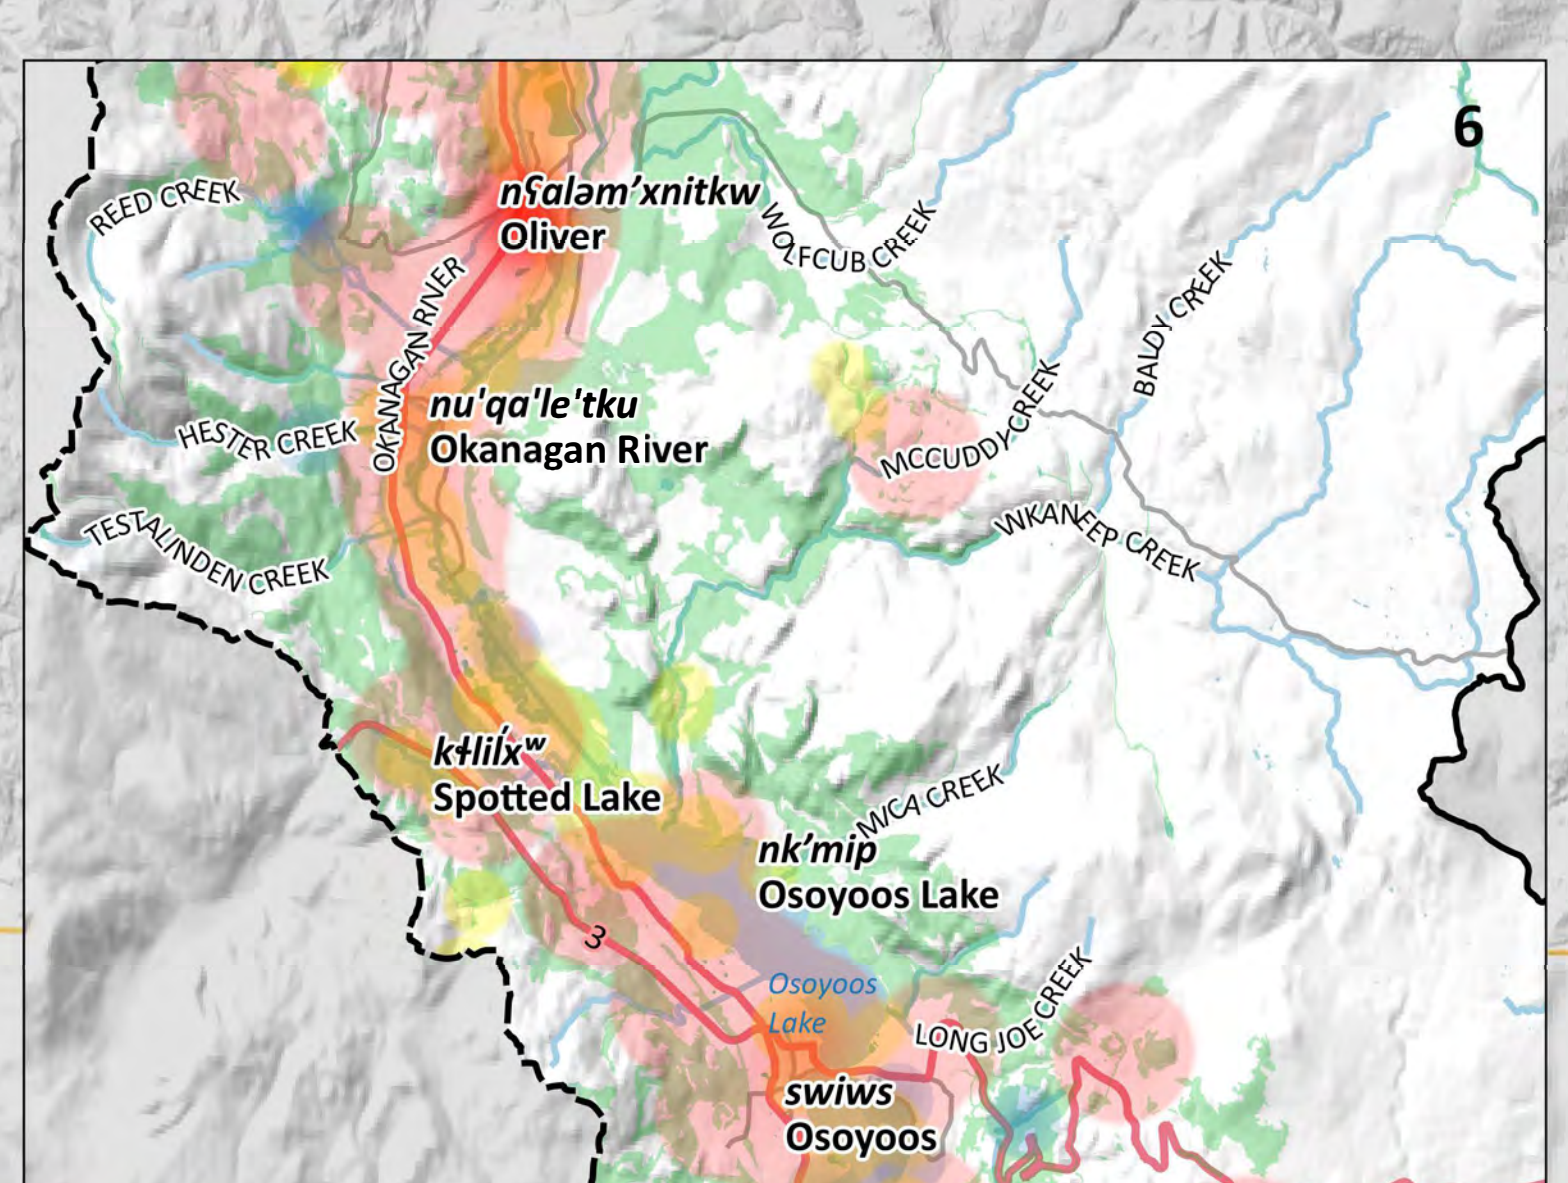 6
REED CREEK
nʕaləm’xnitkw
Oliver
WOLFCUB CREEK
OKANAGAN RIVER
BALDY CREEK
nu'qa'le'tku
Okanagan River
HESTER CREEK
MCCUDDY CREEK
TESTALINDEN CREEK
WKANEEP CREEK
kɬlil̓xʷ
Spotted Lake
MICA CREEK
nk’mip
Osoyoos Lake
3
Osoyoos
Lake
LONG JOE CREEK
swiws
Osoyoos